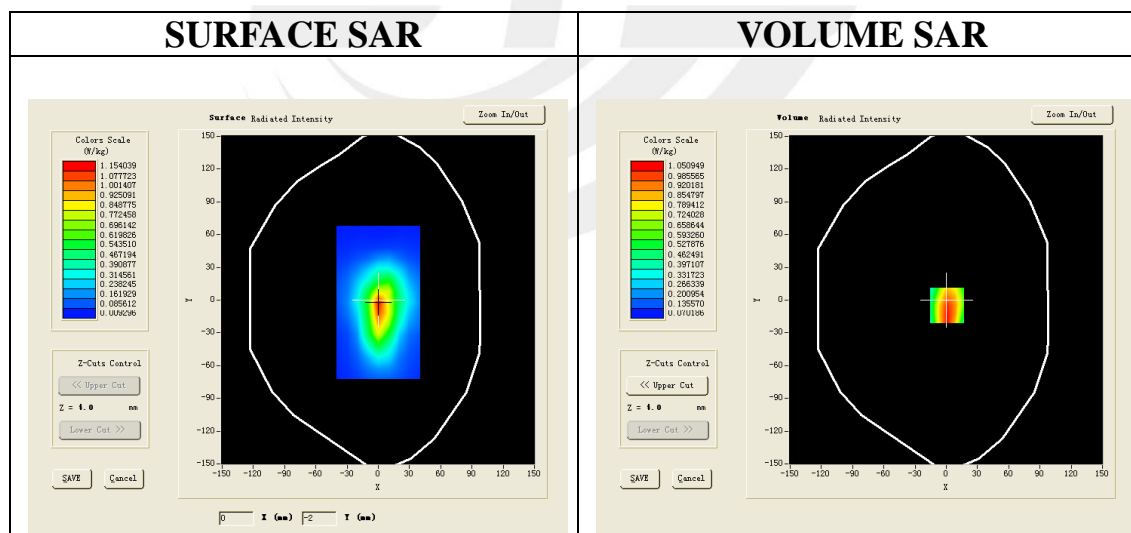 SURFACE SAR
VOLUME SAR
Surface Radiated Intensity
Zoom In/Out
Colors Scale
(W/kg)
1.154039
1.077723
1.001407
0.925091
0.848775
0.772458
0.696142
0.619826
0.543510
0.467194
0.390877
0.314561
0.238245
0.161929
0.085612
0.009296
Z-Cuts Control
<< Upper Cut
Z = 4.0 mm
Lower Cut >>
SAVE
Cancel
150
120
90
60
30
0
-30
-60
-90
-120
-150
Y
-150 -120 -90 -60 -30 0 30 60 90 120 150
X
0 X (mm) -2 Y (mm)
Volume Radiated Intensity
Zoom In/Out
Colors Scale
(W/kg)
1.050949
0.985565
0.920181
0.854797
0.789412
0.724028
0.658644
0.593260
0.527876
0.462491
0.397107
0.331723
0.266339
0.200954
0.135570
0.070186
Z-Cuts Control
<< Upper Cut
Z = 4.0 mm
Lower Cut >>
SAVE
Cancel
150
120
90
60
30
0
-30
-60
-90
-120
-150
Y
-150 -120 -90 -60 -30 0 30 60 90 120 150
X